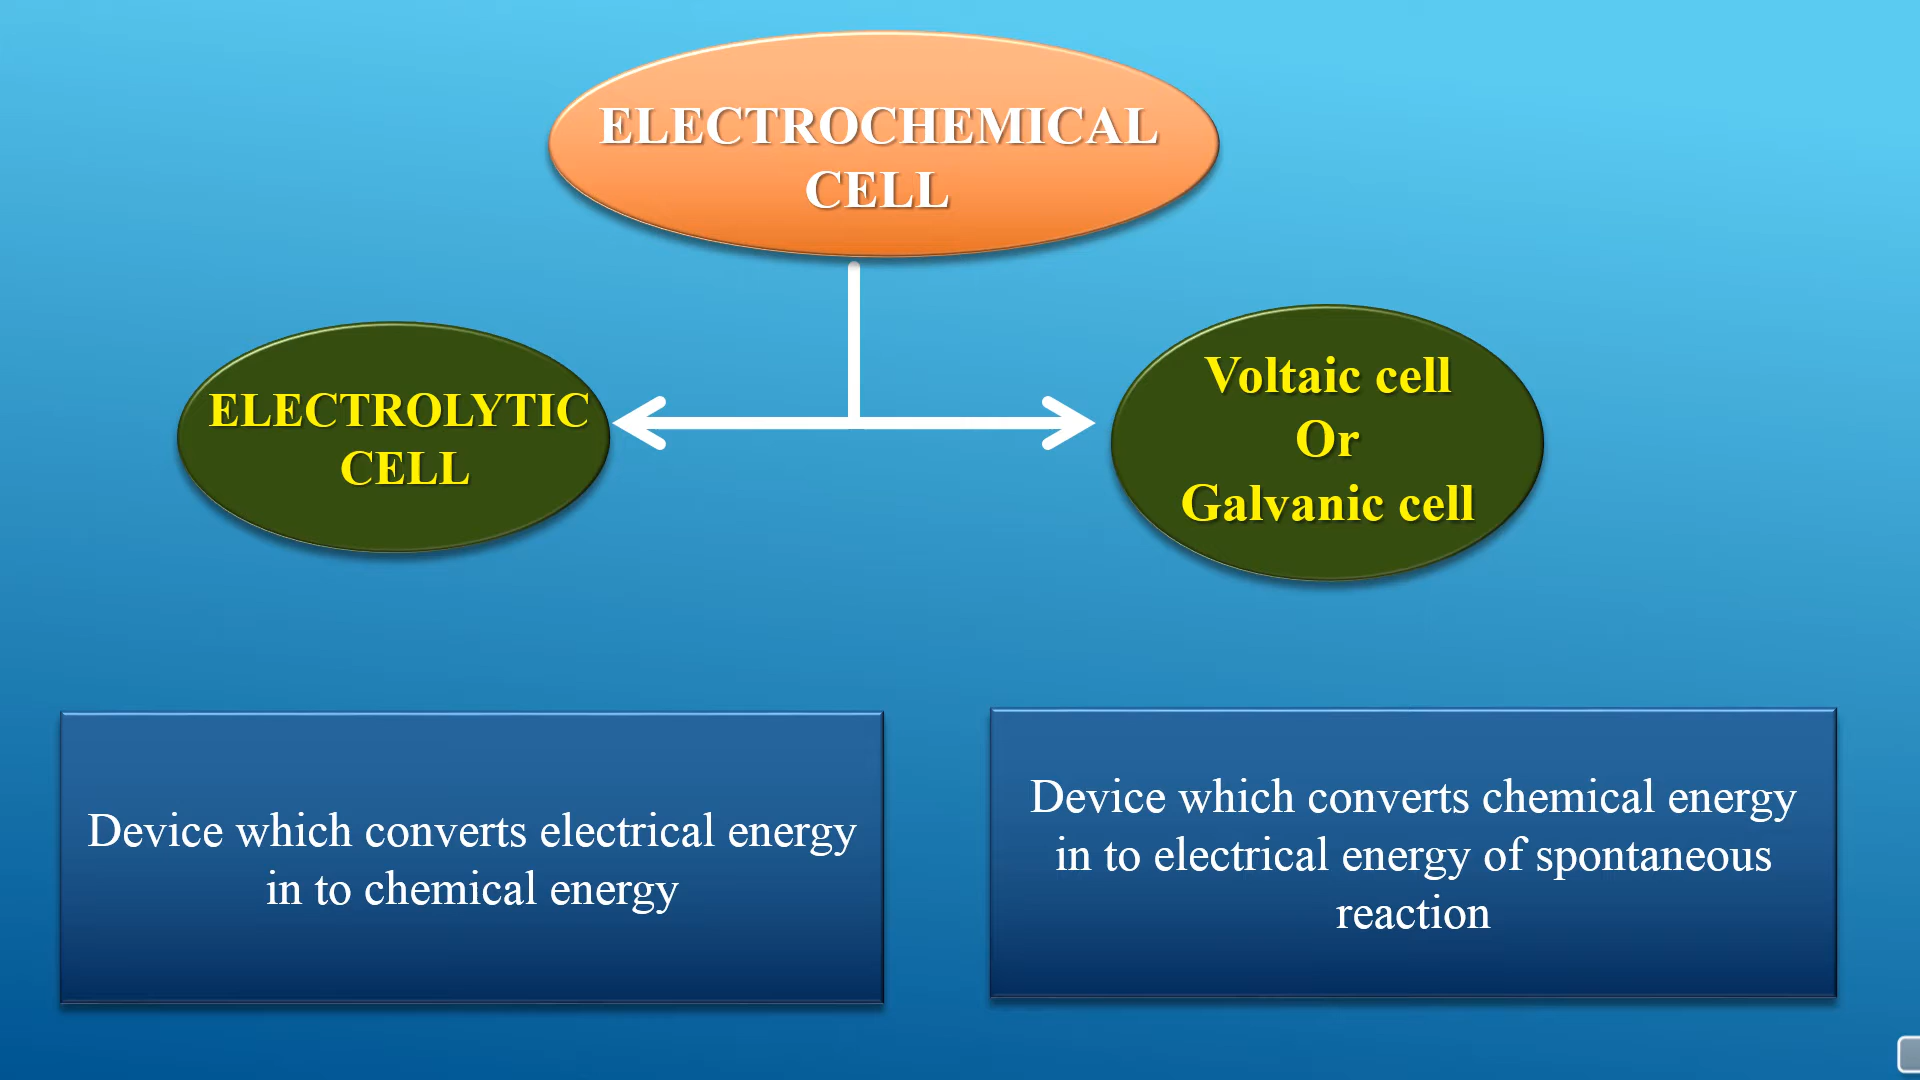 ELECTROCHEMICAL
CELL
ELECTROLYTIC
CELL
Voltaic cell
Or
Galvanic cell
Device which converts electrical energy
in to chemical energy
Device which converts chemical energy
in to electrical energy of spontaneous
reaction